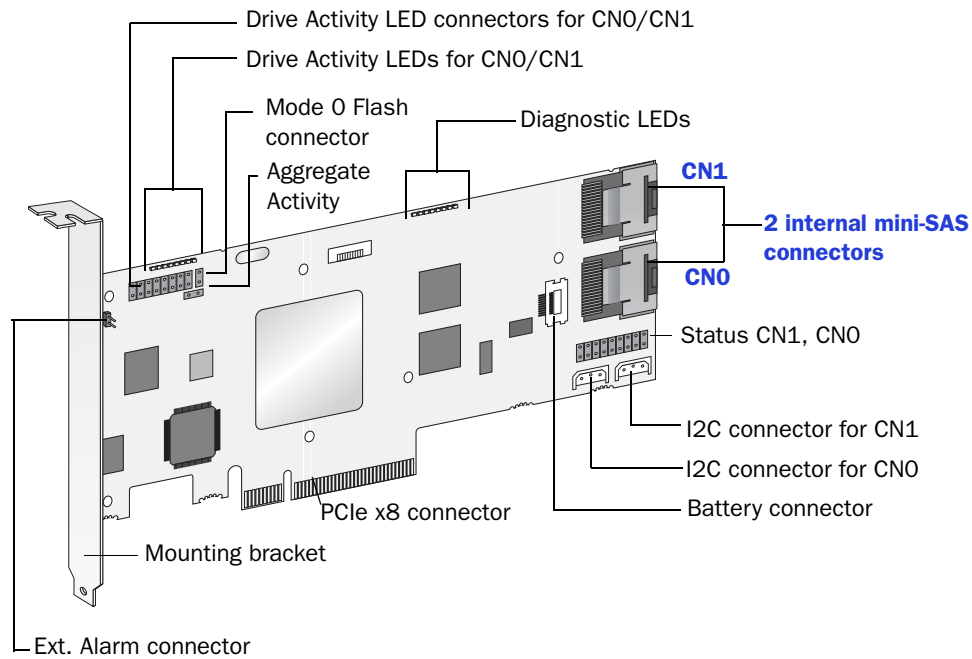 Drive Activity LED connectors for CN0/CN1
Drive Activity LEDs for CN0/CN1
Mode 0 Flash
connector
Aggregate
Activity
Diagnostic LEDs
CN1
2 internal mini-SAS
connectors
CN0
Status CN1, CN0
I2C connector for CN1
I2C connector for CN0
Battery connector
PCIe x8 connector
Mounting bracket
Ext. Alarm connector